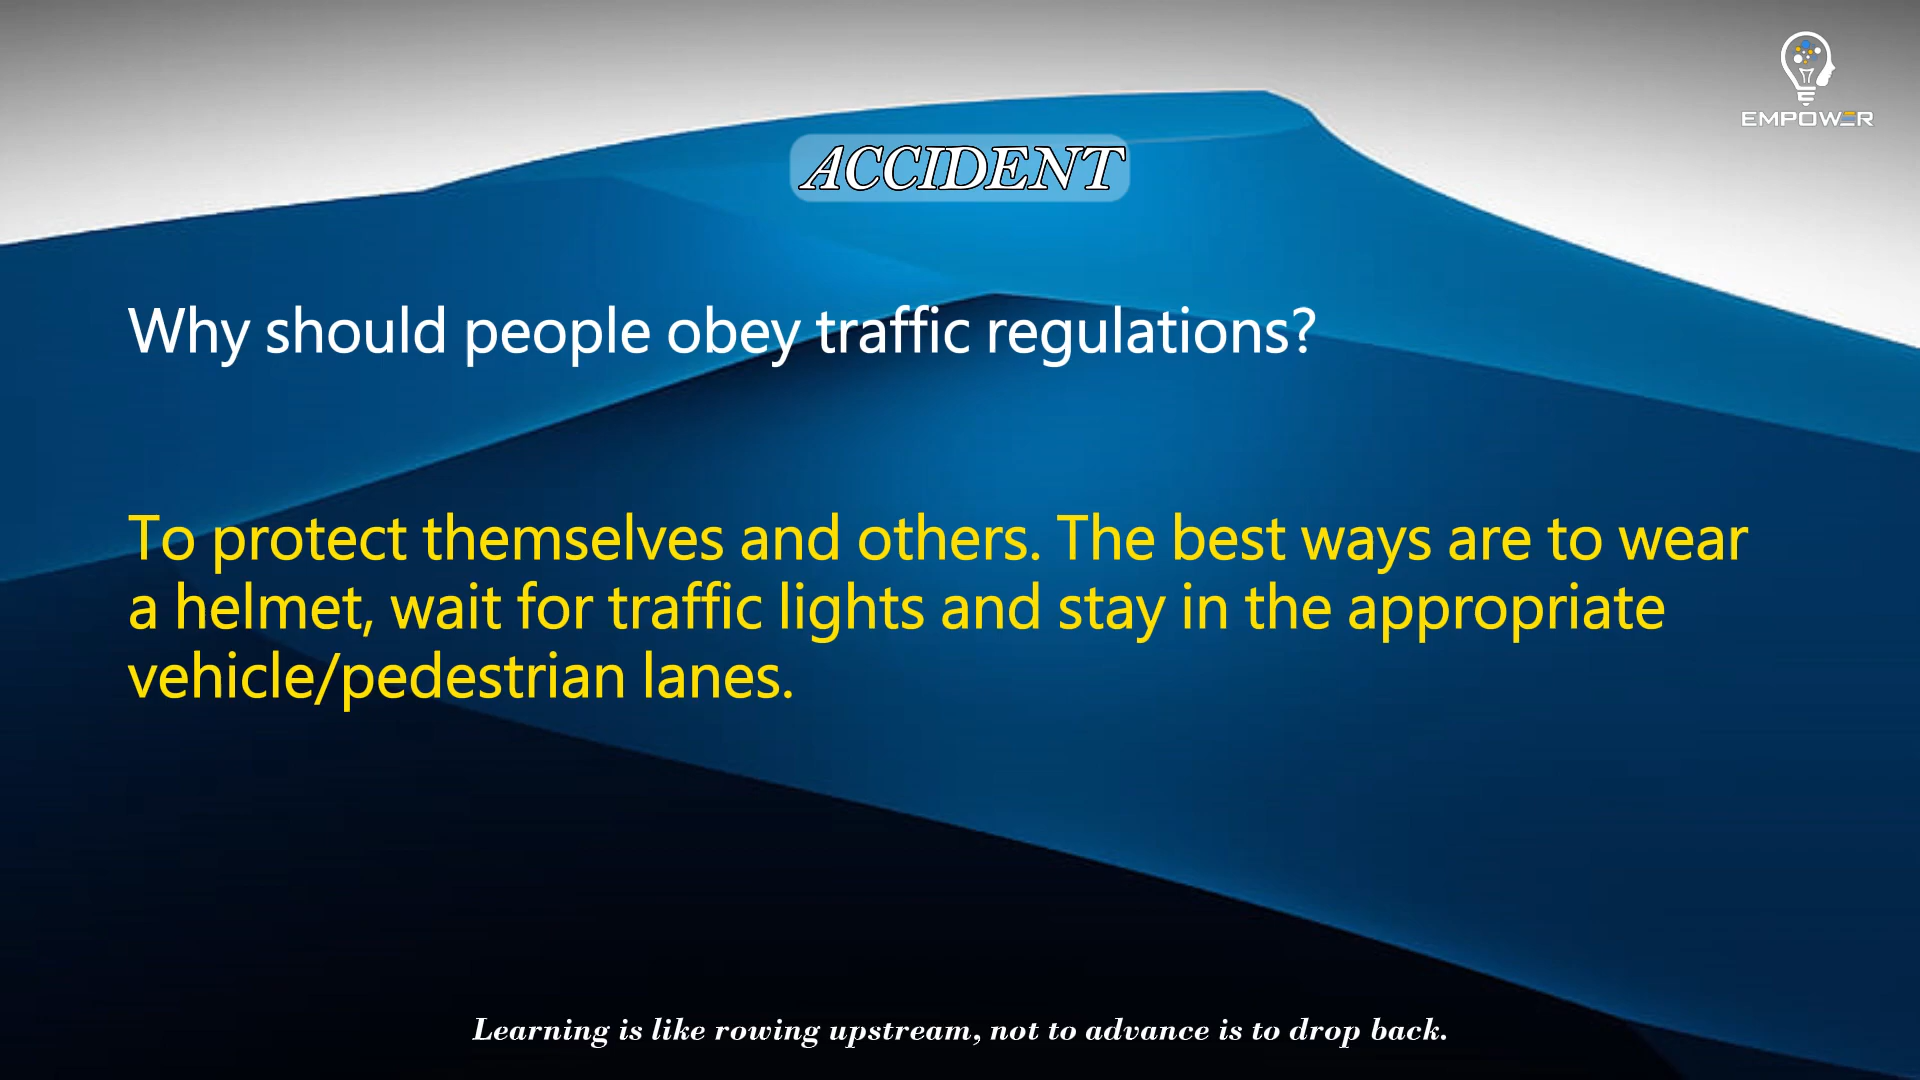 EMPOWER
ACCIDENT
Why should people obey traffic regulations?
To protect themselves and others. The best ways are to wear
a helmet, wait for traffic lights and stay in the appropriate
vehicle/pedestrian lanes.
Learning is like rowing upstream, not to advance is to drop back.